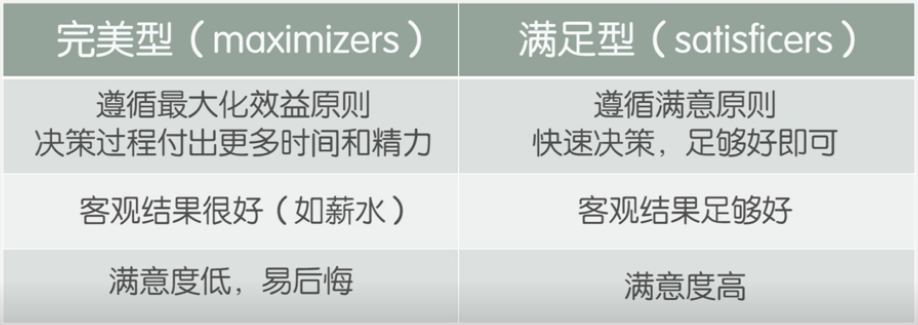 完美型（maximizers）
满足型（satisficers）
遵循最大化效益原则
决策过程付出更多时间和精力
遵循满意原则
快速决策，足够好即可
客观结果很好（如薪水）
客观结果足够好
满意度低，易后悔
满意度高